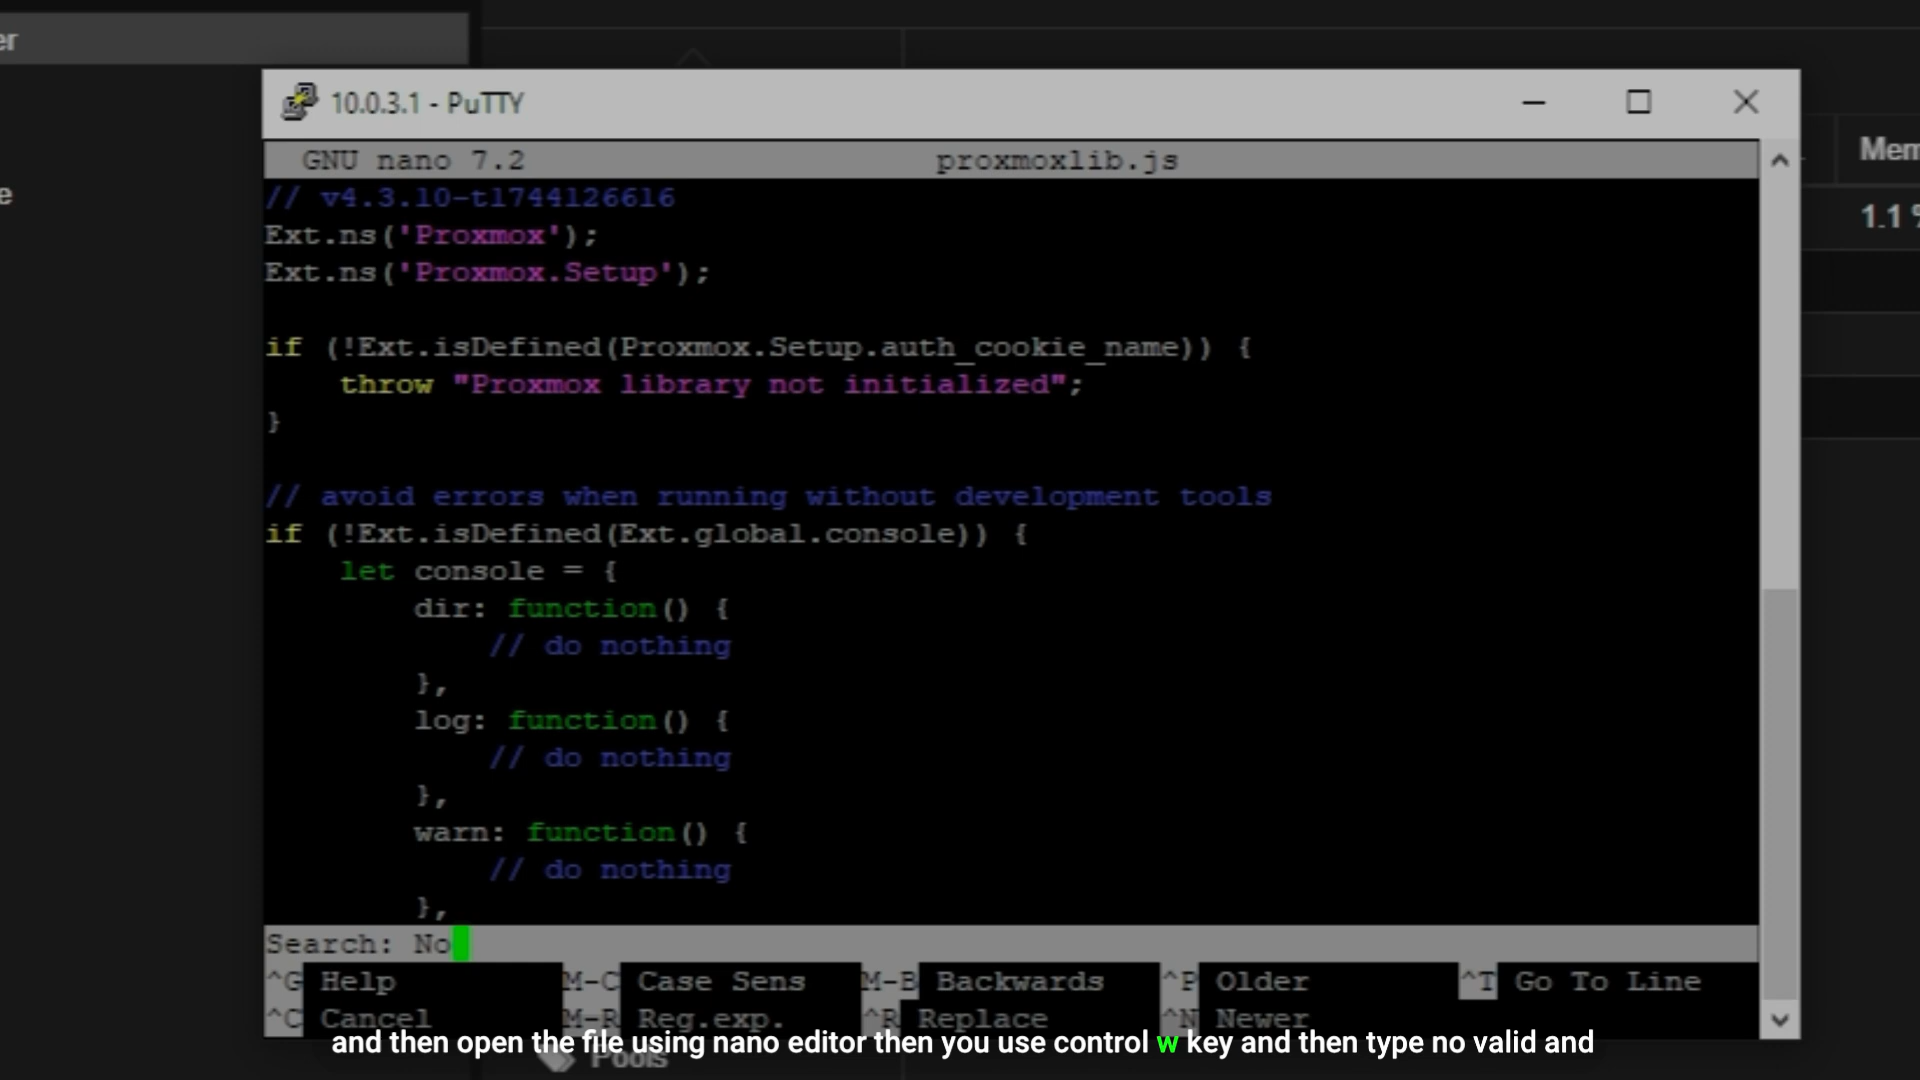 er
10.0.3.1 - PuTTY
GNU nano 7.2 proxmoxlib.js
Mem
e
// v4.3.10-t1744126616
1.1 %
Ext.ns('Proxmox');
Ext.ns('Proxmox.Setup');
if (!Ext.isDefined(Proxmox.Setup.auth_cookie_name)) {
throw "Proxmox library not initialized";
}
// avoid errors when running without development tools
if (!Ext.isDefined(Ext.global.console)) {
let console = {
dir: function() {
// do nothing
},
log: function() {
// do nothing
},
warn: function() {
// do nothing
},
Search: No
^G Help M-C Case Sens M-B Backwards ^P Older ^T Go To Line
^C Cancel M-R Reg.exp. ^R Replace ^N Newer
and then open the file using nano editor then you use control w key and then type no valid and
Pools